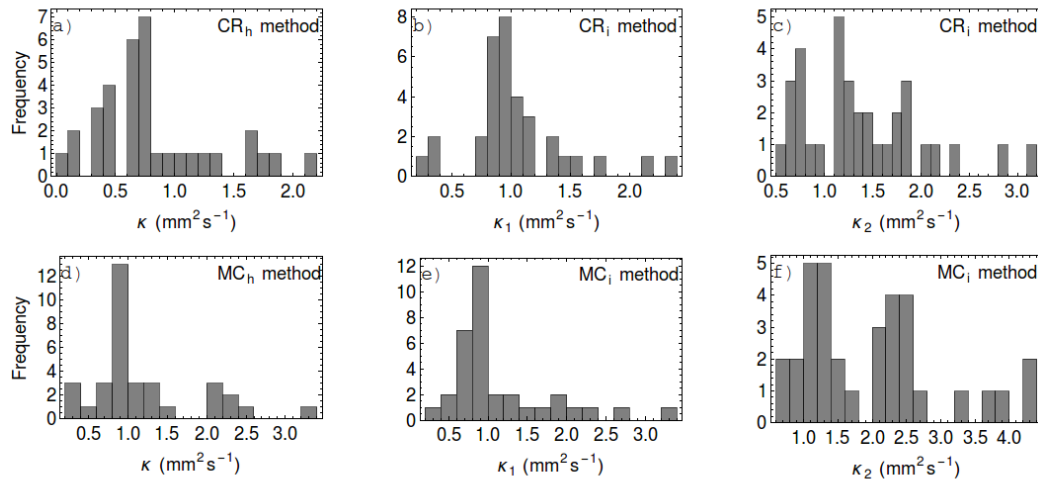 a) CR_h method
7
6
5
4
3
2
1
0
Frequency
0.0 0.5 1.0 1.5 2.0
κ (mm²s⁻¹)
b) CR_i method
8
6
4
2
0
0.5 1.0 1.5 2.0
κ₁ (mm²s⁻¹)
c) CR_i method
5
4
3
2
1
0
0.5 1.0 1.5 2.0 2.5 3.0
κ₂ (mm²s⁻¹)
d) MC_h method
12
10
8
6
4
2
0
Frequency
0.5 1.0 1.5 2.0 2.5 3.0
κ (mm²s⁻¹)
e) MC_i method
12
10
8
6
4
2
0
0.5 1.0 1.5 2.0 2.5 3.0
κ₁ (mm²s⁻¹)
f) MC_i method
5
4
3
2
1
0
1.0 1.5 2.0 2.5 3.0 3.5 4.0
κ₂ (mm²s⁻¹)